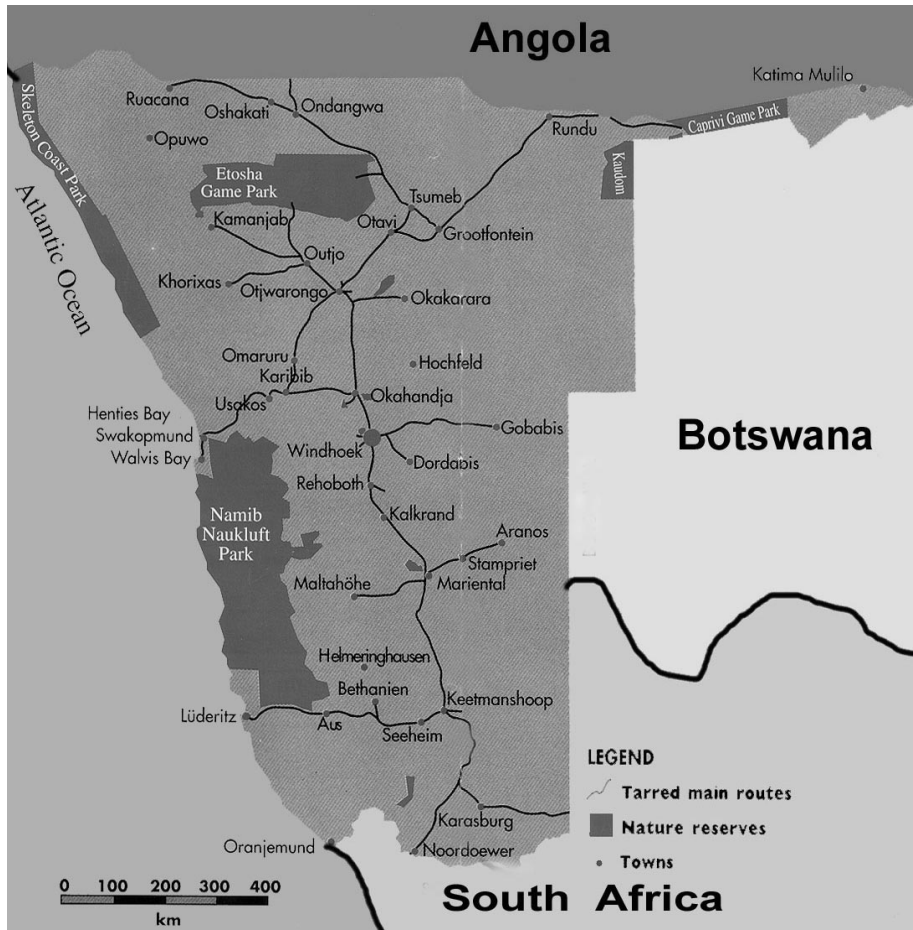 Angola
Katima Mulilo
Ruacana
Oshakati
Ondangwa
Rundu
Caprivi Game Park
Skeleton Coast Park
Opuwo
Kaudom
Etosha
Game Park
Tsumeb
Kamanjab
Otavi
Grootfontein
Atlantic Ocean
Outjo
Khorixas
Otjwarongo
Okakarara
Omaruru
Hochfeld
Karibib
Usakos
Okahandja
Henties Bay
Swakopmund
Walvis Bay
Gobabis
Botswana
Windhoek
Dordabis
Rehoboth
Namib
Naukluft
Park
Kalkrand
Aranos
Stampriet
Mariental
Maltahöhe
Helmeringhausen
Bethanien
Keetmanshoop
Lüderitz
Aus
Seeheim
LEGEND
Tarred main routes
Nature reserves
Towns
Karasburg
Oranjemund
Noordoewer
South Africa
0 100 200 300 400
km